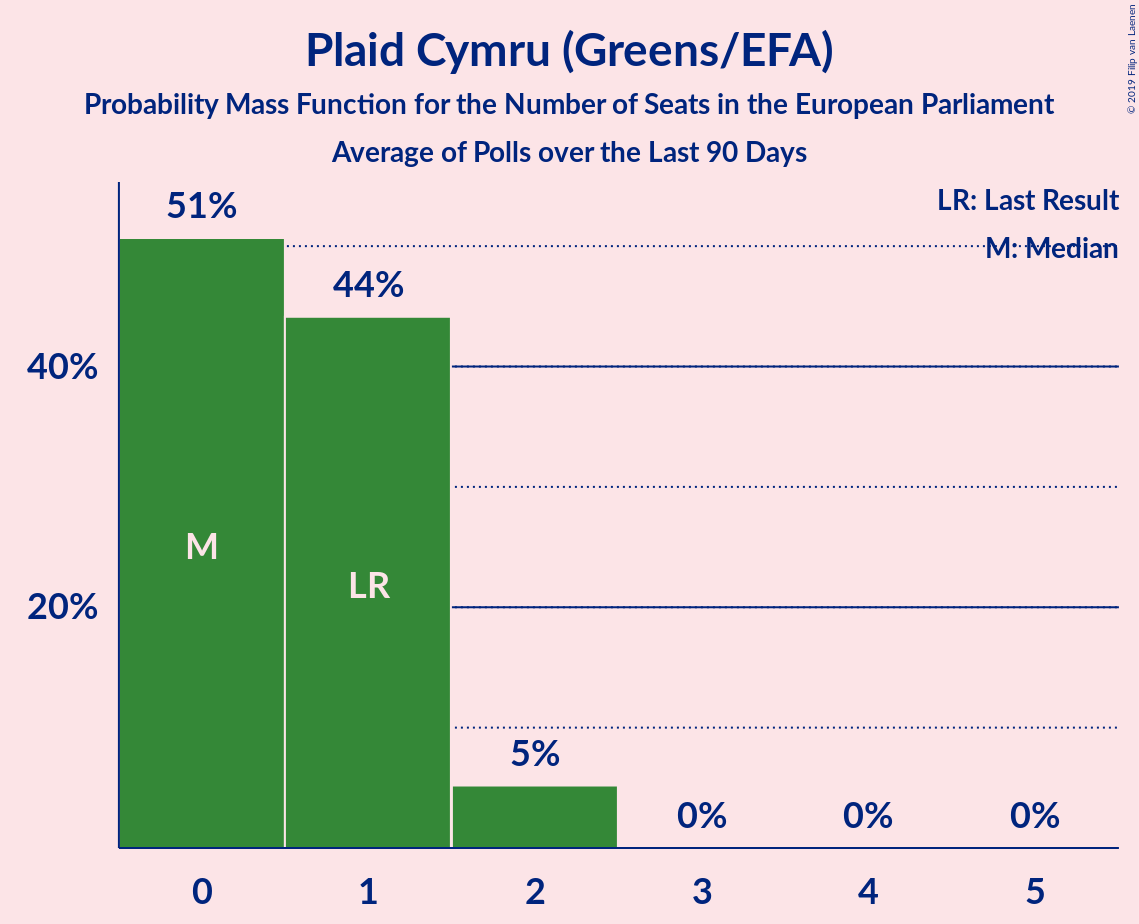 Plaid Cymru (Greens/EFA)
Probability Mass Function for the Number of Seats in the European Parliament
Average of Polls over the Last 90 Days
© 2019 Filip van Laenen
LR: Last Result
M: Median
51%
44%
40%
M
LR
20%
5%
0%
0%
0%
0
1
2
3
4
5